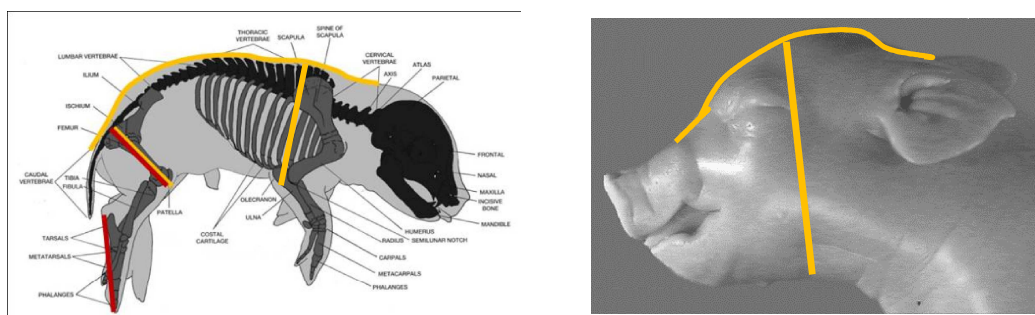 THORACIC
VERTEBRAE
SCAPULA
SPINE OF
SCAPULA
LUMBAR VERTEBRAE
CERVICAL
VERTEBRAE
ATLAS
AXIS
PARIETAL
ILIUM
ISCHIUM
FEMUR
CAUDAL
VERTEBRAE
TIBIA
FIBULA
PATELLA
OLECRANON
ULNA
COSTAL
CARTILAGE
FRONTAL
NASAL
MAXILLA
INCISIVE
BONE
MANDIBLE
HUMERUS
RADIUS
SEMILUNAR NOTCH
CARPALS
METACARPALS
PHALANGES
TARSALS
METATARSALS
PHALANGES